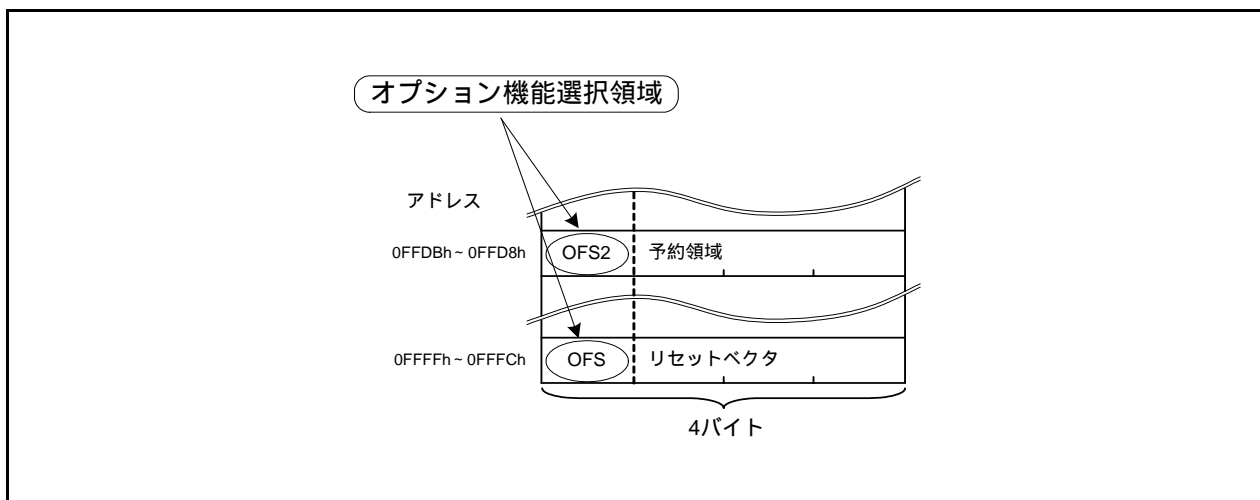 オプション機能選択領域
アドレス
0FFDBh~0FFD8h OFS2 予約領域
0FFFFh~0FFFCh OFS リセットベクタ
4バイト